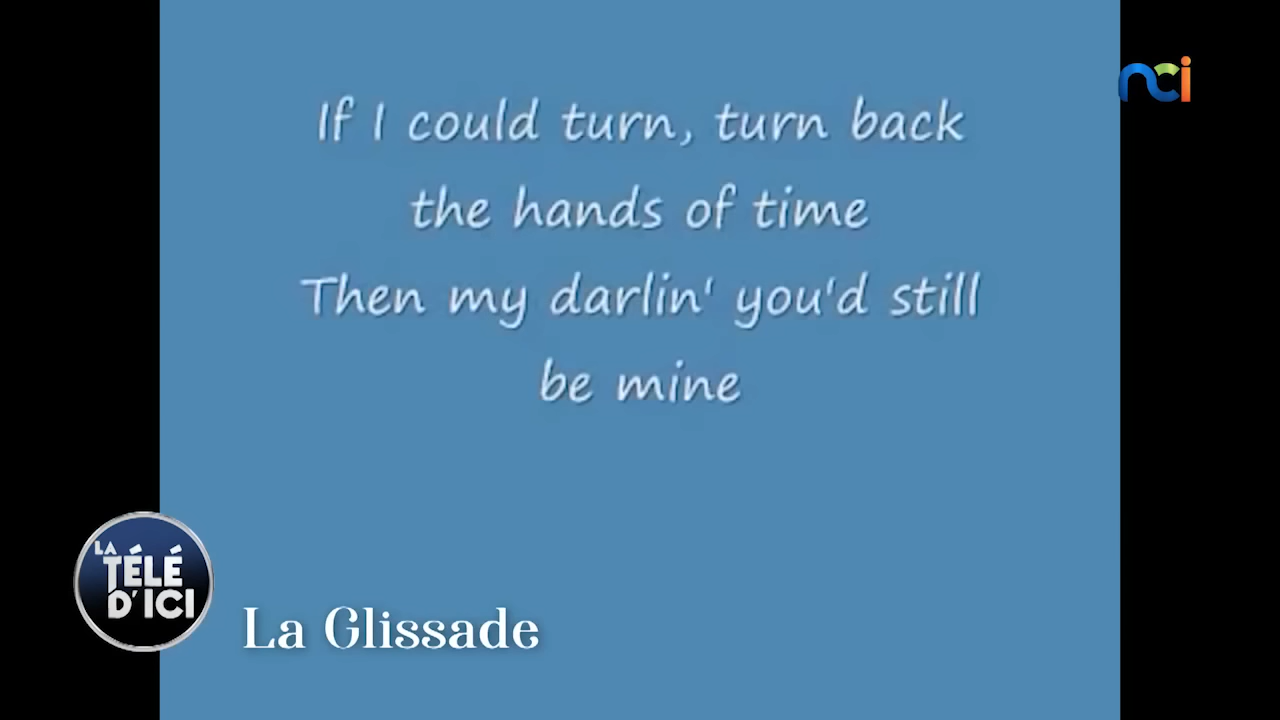 nci
If I could turn, turn back
the hands of time
Then my darlin' you'd still
be mine
LA
TÉLÉ
D'ICI
La Glissade